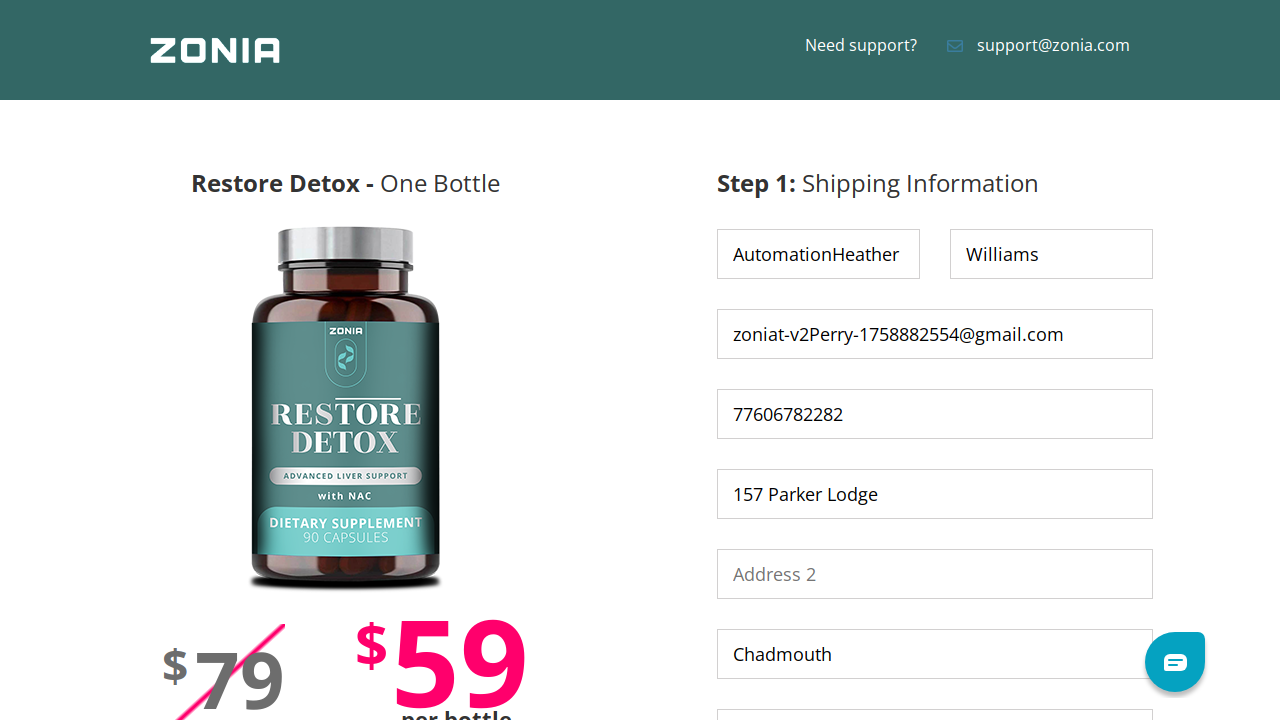 ZONIA
Need support?
support@zonia.com
Restore Detox - One Bottle
ZONIA
RESTORE
DETOX
ADVANCED LIVER SUPPORT
with NAC
DIETARY SUPPLEMENT
90 CAPSULES
$79
$59
per bottle
Step 1: Shipping Information
AutomationHeather
Williams
zoniat-v2Perry-1758882554@gmail.com
77606782282
157 Parker Lodge
Address 2
Chadmouth